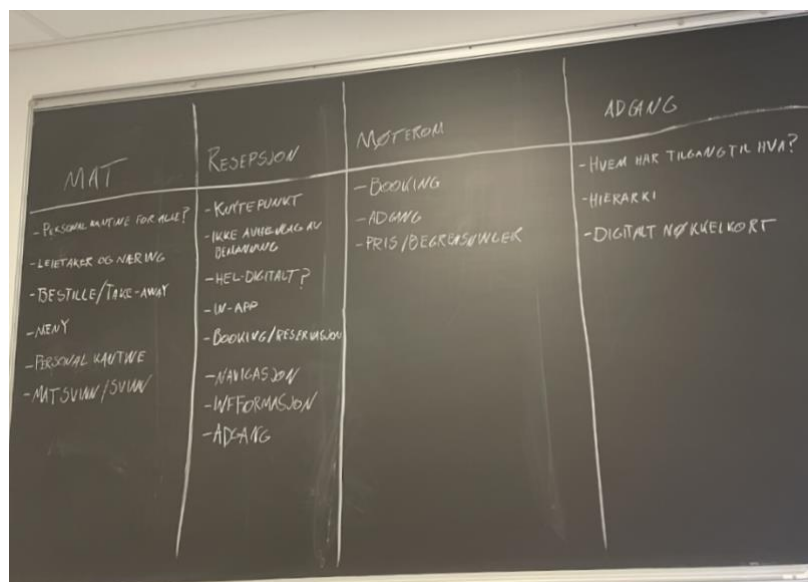 MAT
- PERSONAL KANTINE FOR ALLE?
- LEIETAKER OG NÆRING
- BESTILLE/TAKE-AWAY
- MENY
- PERSONAL KANTINE
- MATSVINN/SVINN
RESEPSJON
- KNUTEPUNKT
- IKKE AVHENGIG AV
BEMANNING
- HEL-DIGITALT?
- IN-APP
- BOOKING/RESERVASJON
- NAVIGASJON
- INFORMASJON
- ADGANG
MØTEROM
- BOOKING
- ADGANG
- PRIS/BEGRENSNINGER
ADGANG
- HVEM HAR TILGANG TIL HVA?
- HIERARKI
- DIGITALT NØKKELKORT